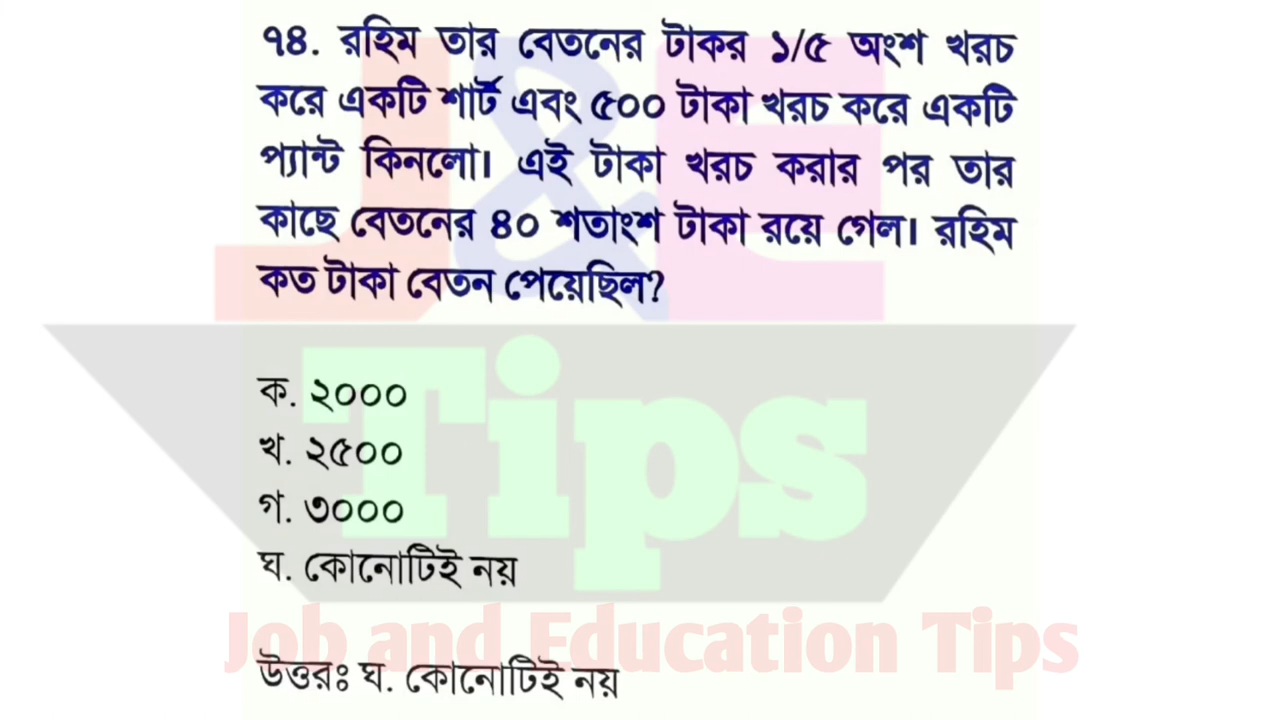 ৭৪. রহিম তার বেতনের টাকর ১/৫ অংশ খরচ
করে একটি শার্ট এবং ৫০০ টাকা খরচ করে একটি
প্যান্ট কিনলো। এই টাকা খরচ করার পর তার
কাছে বেতনের ৪০ শতাংশ টাকা রয়ে গেল। রহিম
কত টাকা বেতন পেয়েছিল?
ক. ২০০০
খ. ২৫০০
গ. ৩০০০
ঘ. কোনোটিই নয়
উত্তরঃ ঘ. কোনোটিই নয়
J&E
Tips
Job and Education Tips